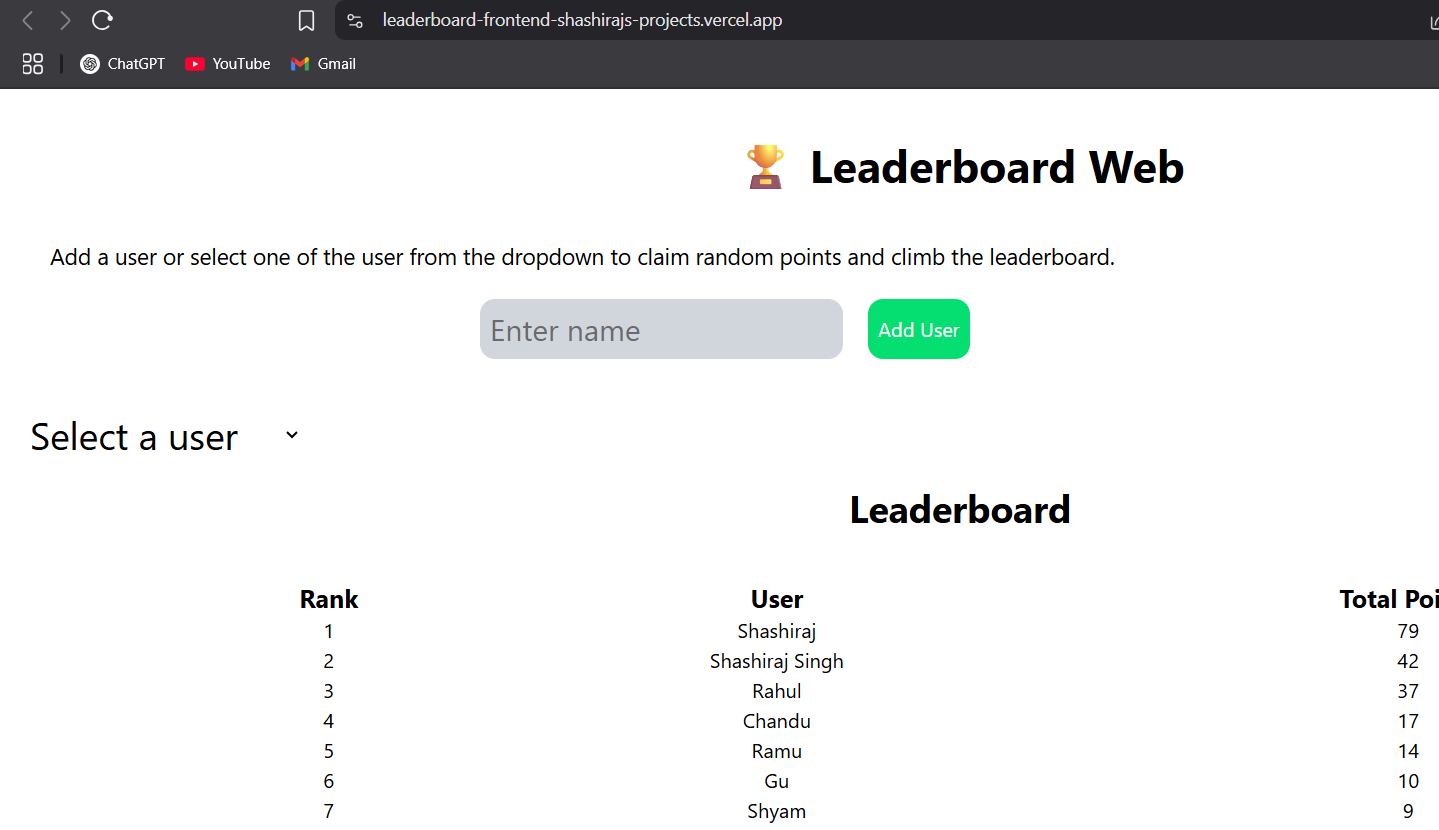 leaderboard-frontend-shashirajs-projects.vercel.app
ChatGPT YouTube Gmail
🏆 Leaderboard Web
Add a user or select one of the user from the dropdown to claim random points and climb the leaderboard.
Enter name Add User
Select a user
Leaderboard
Rank User Total Poi
1 Shashiraj 79
2 Shashiraj Singh 42
3 Rahul 37
4 Chandu 17
5 Ramu 14
6 Gu 10
7 Shyam 9